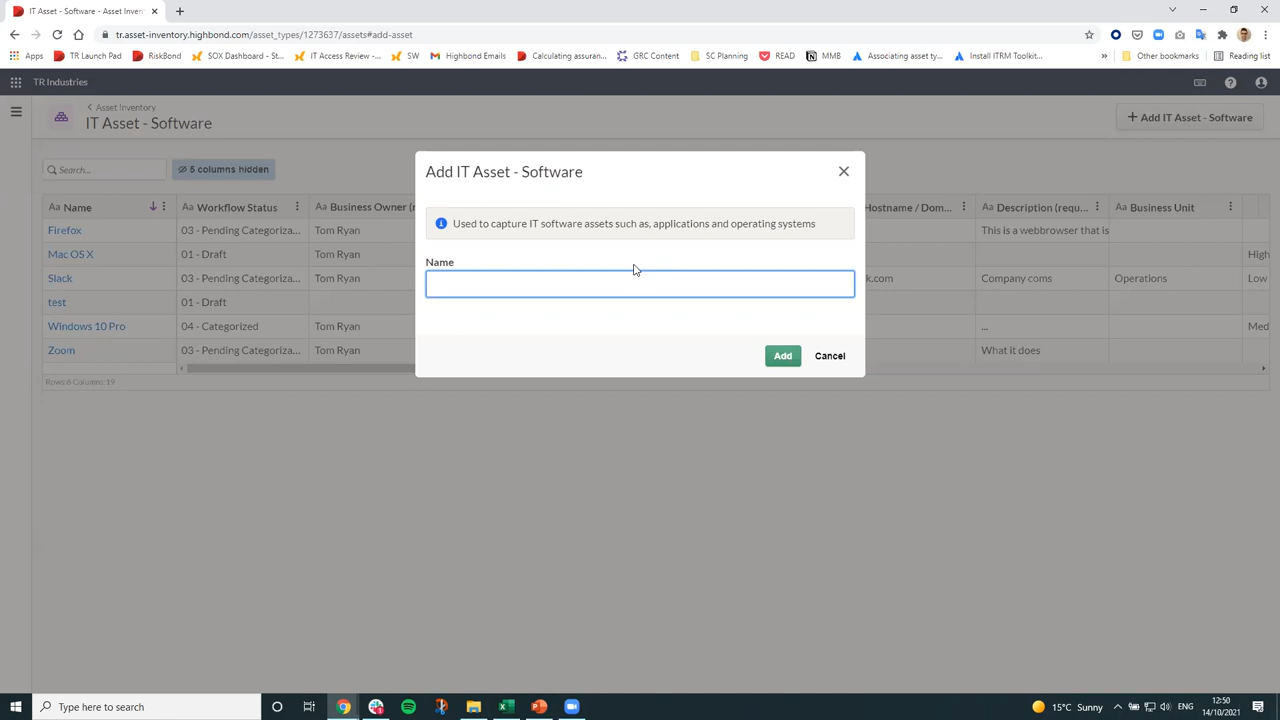 IT Asset - Software - Asset Inven
tr.asset-inventory.highbond.com/asset_types/1273637/assets#add-asset
Apps TR Launch Pad RiskBond SOX Dashboard - St... IT Access Review -... SW Highbond Emails Calculating assuran... GRC Content SC Planning READ MMB Associating asset ty... Install ITRM Toolkit... » Other bookmarks Reading list
TR Industries
Asset Inventory
IT Asset - Software
+ Add IT Asset - Software
Search...
5 columns hidden
Add IT Asset - Software
Used to capture IT software assets such as, applications and operating systems
Name
Add Cancel
Aa Name Aa Workflow Status Aa Business Owner (r Hostname / Dom... Aa Description (requ... Aa Business Unit
Firefox 03 - Pending Categoriza... Tom Ryan This is a webbrowser that is
Mac OS X 01 - Draft Tom Ryan High
Slack 03 - Pending Categoriza... Tom Ryan k.com Company coms Operations Low
test 01 - Draft
Windows 10 Pro 04 - Categorized Tom Ryan ... Med
Zoom 03 - Pending Categoriza... Tom Ryan What it does
Rows:6 Columns:19
Type here to search
15°C Sunny
ENG
12:50
14/10/2021